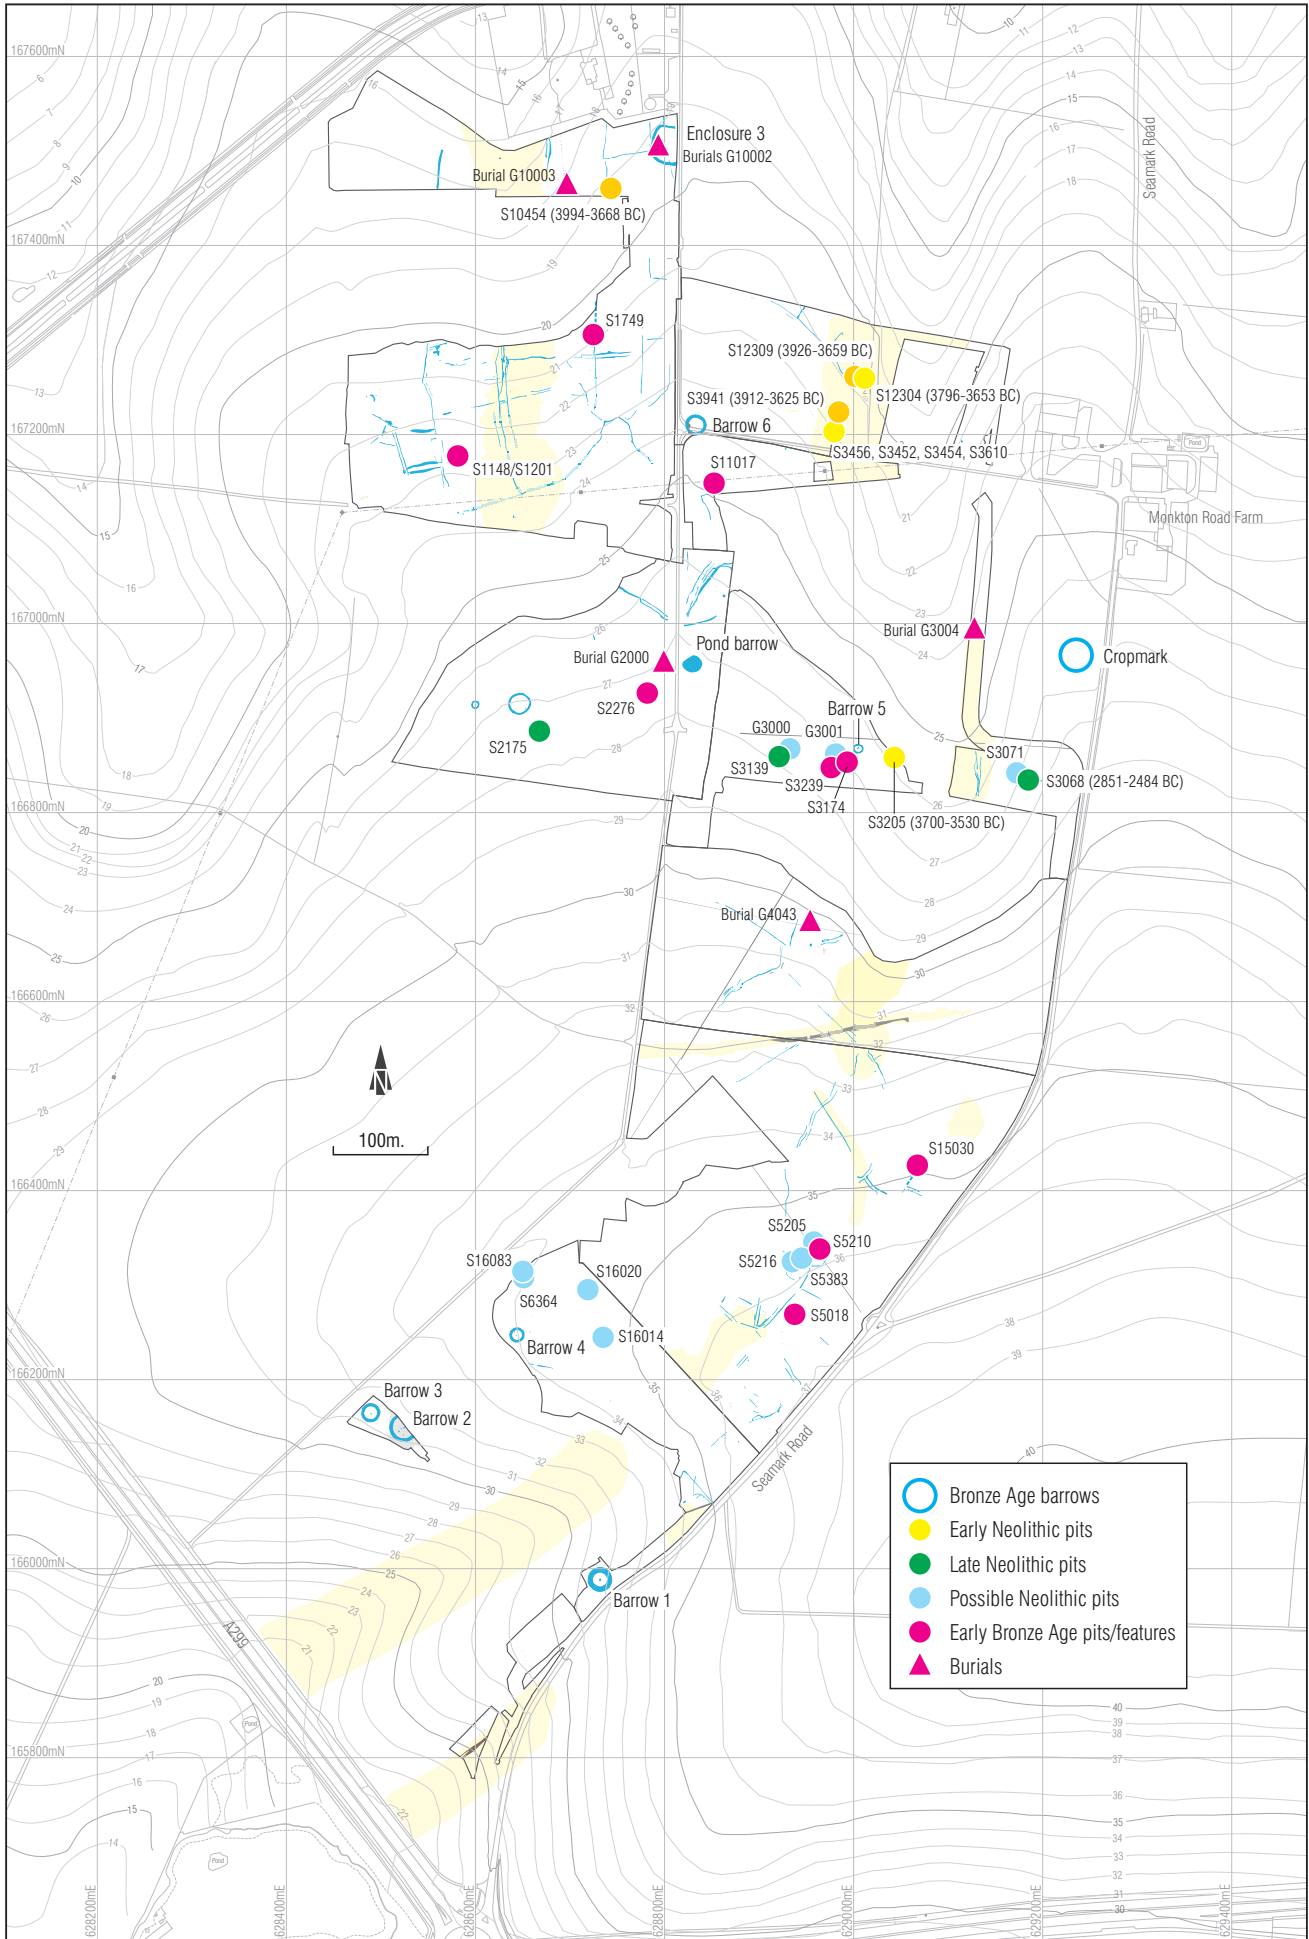 167600mN
Enclosure 3
Burials G10002
Burial G10003
S10454 (3994-3668 BC)
Seamark Road
167400mN
S1749
S12309 (3926-3659 BC)
S12304 (3796-3653 BC)
S3941 (3912-3625 BC)
167200mN
Barrow 6
S3456, S3452, S3454, S3610
Pond
S1148/S1201
S11017
Monkton Road Farm
167000mN
Burial G3004
Burial G2000
Pond barrow
Cropmark
S2276
Barrow 5
S2175
G3000
G3001
S3071
S3139
S3239
S3174
S3068 (2851-2484 BC)
166800mN
S3205 (3700-3530 BC)
Burial G4043
166600mN
N
100m.
S15030
166400mN
S5205
S5210
S5216
S5383
S16083
S16020
S6364
S5018
S16014
Barrow 4
166200mN
Barrow 3
Barrow 2
Seamark Road
Bronze Age barrows
Early Neolithic pits
Late Neolithic pits
Possible Neolithic pits
Early Bronze Age pits/features
Burials
166000mN
Barrow 1
A299
Pond
165800mN
Pond
628200mE
628400mE
628600mE
628800mE
629000mE
629200mE
629400mE